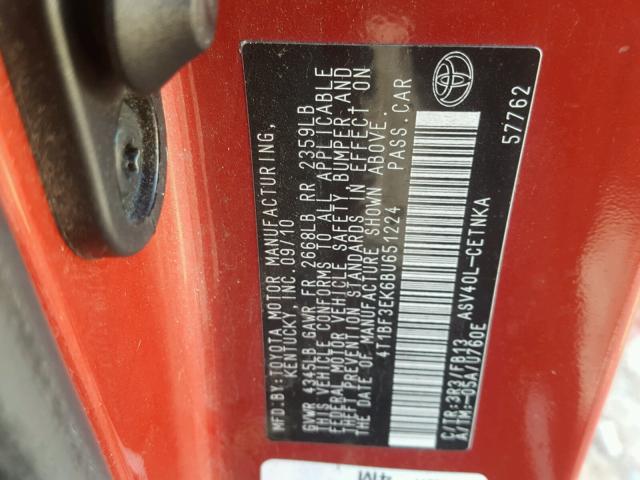 MFD.BY:TOYOTA MOTOR MANUFACTURING,
KENTUCKY, INC.09/10
GVWR 4345LB GAWR FR 2668LB RR 2359LB
THIS VEHICLE CONFORMS TO ALL APPLICABLE
FEDERAL MOTOR VEHICLE SAFETY, BUMPER, AND
THEFT PREVENTION STANDARDS IN EFFECT ON
THE DATE OF MANUFACTURE SHOWN ABOVE.
4T1BF3EK6BU651224 PASS.CAR
C/TR:3R3/FB13 ASV40L-CETNKA
A/TM:-05A/U760E
57762
4M